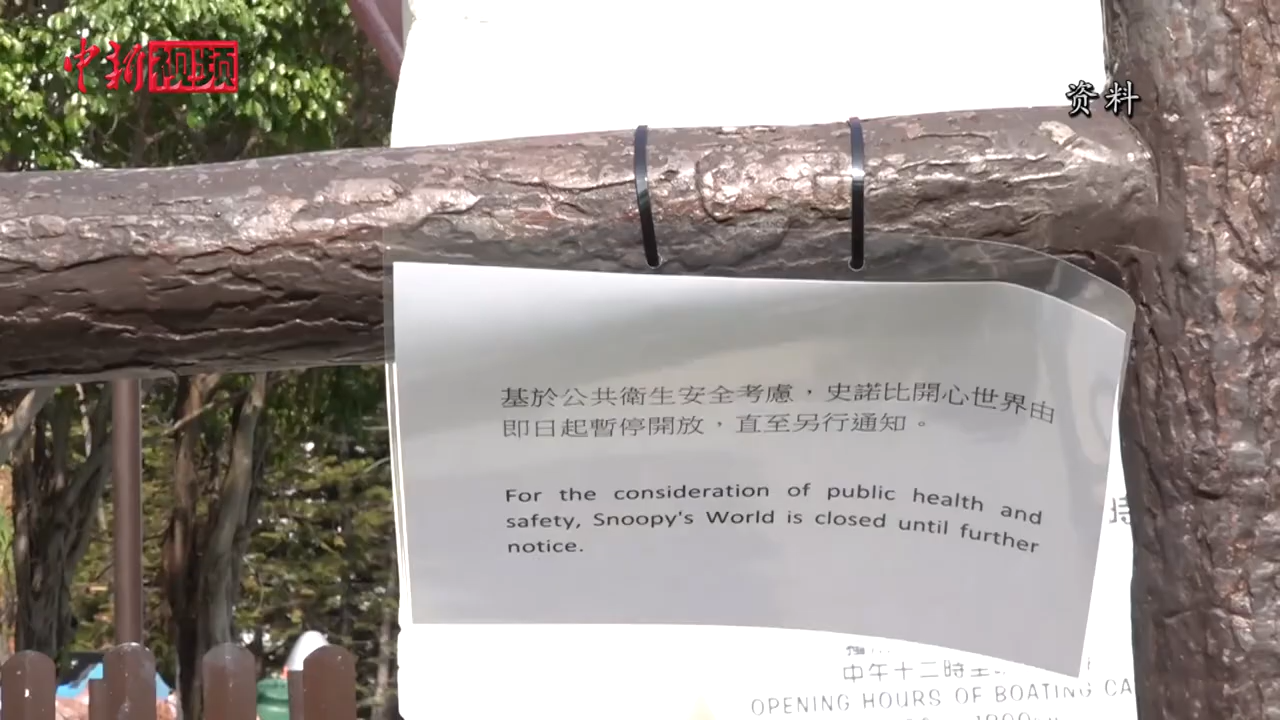 中新视频
资料
基於公共衛生安全考慮，史諾比開心世界由
即日起暫停開放，直至另行通知。
For the consideration of public health and
safety, Snoopy's World is closed until further
notice.
時
中午十二時至
OPENING HOURS OF BOATING CA